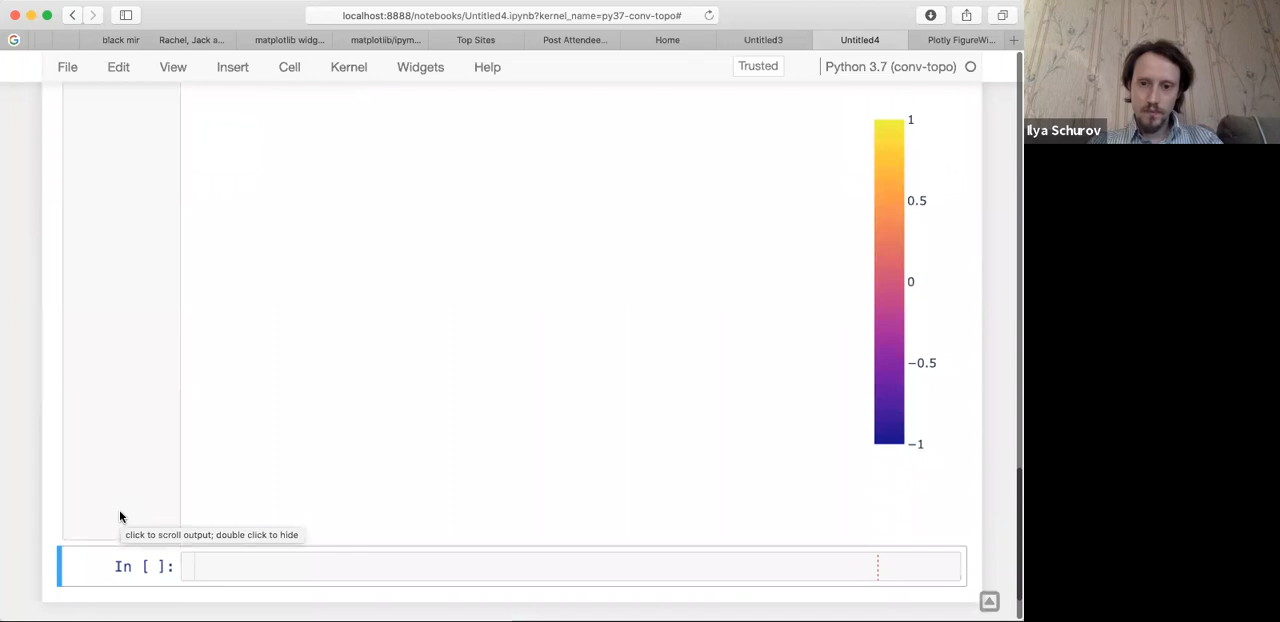 localhost:8888/notebooks/Untitled4.ipynb?kernel_name=py37-conv-topo#
black mir
Rachel, Jack a...
matplotlib widg...
matplotlib/ipym...
Top Sites
Post Attendee...
Home
Untitled3
Untitled4
Plotly FigureWi...
File
Edit
View
Insert
Cell
Kernel
Widgets
Help
Trusted
Python 3.7 (conv-topo)
1
0.5
0
−0.5
−1
click to scroll output; double click to hide
In [ ]:
Ilya Schurov